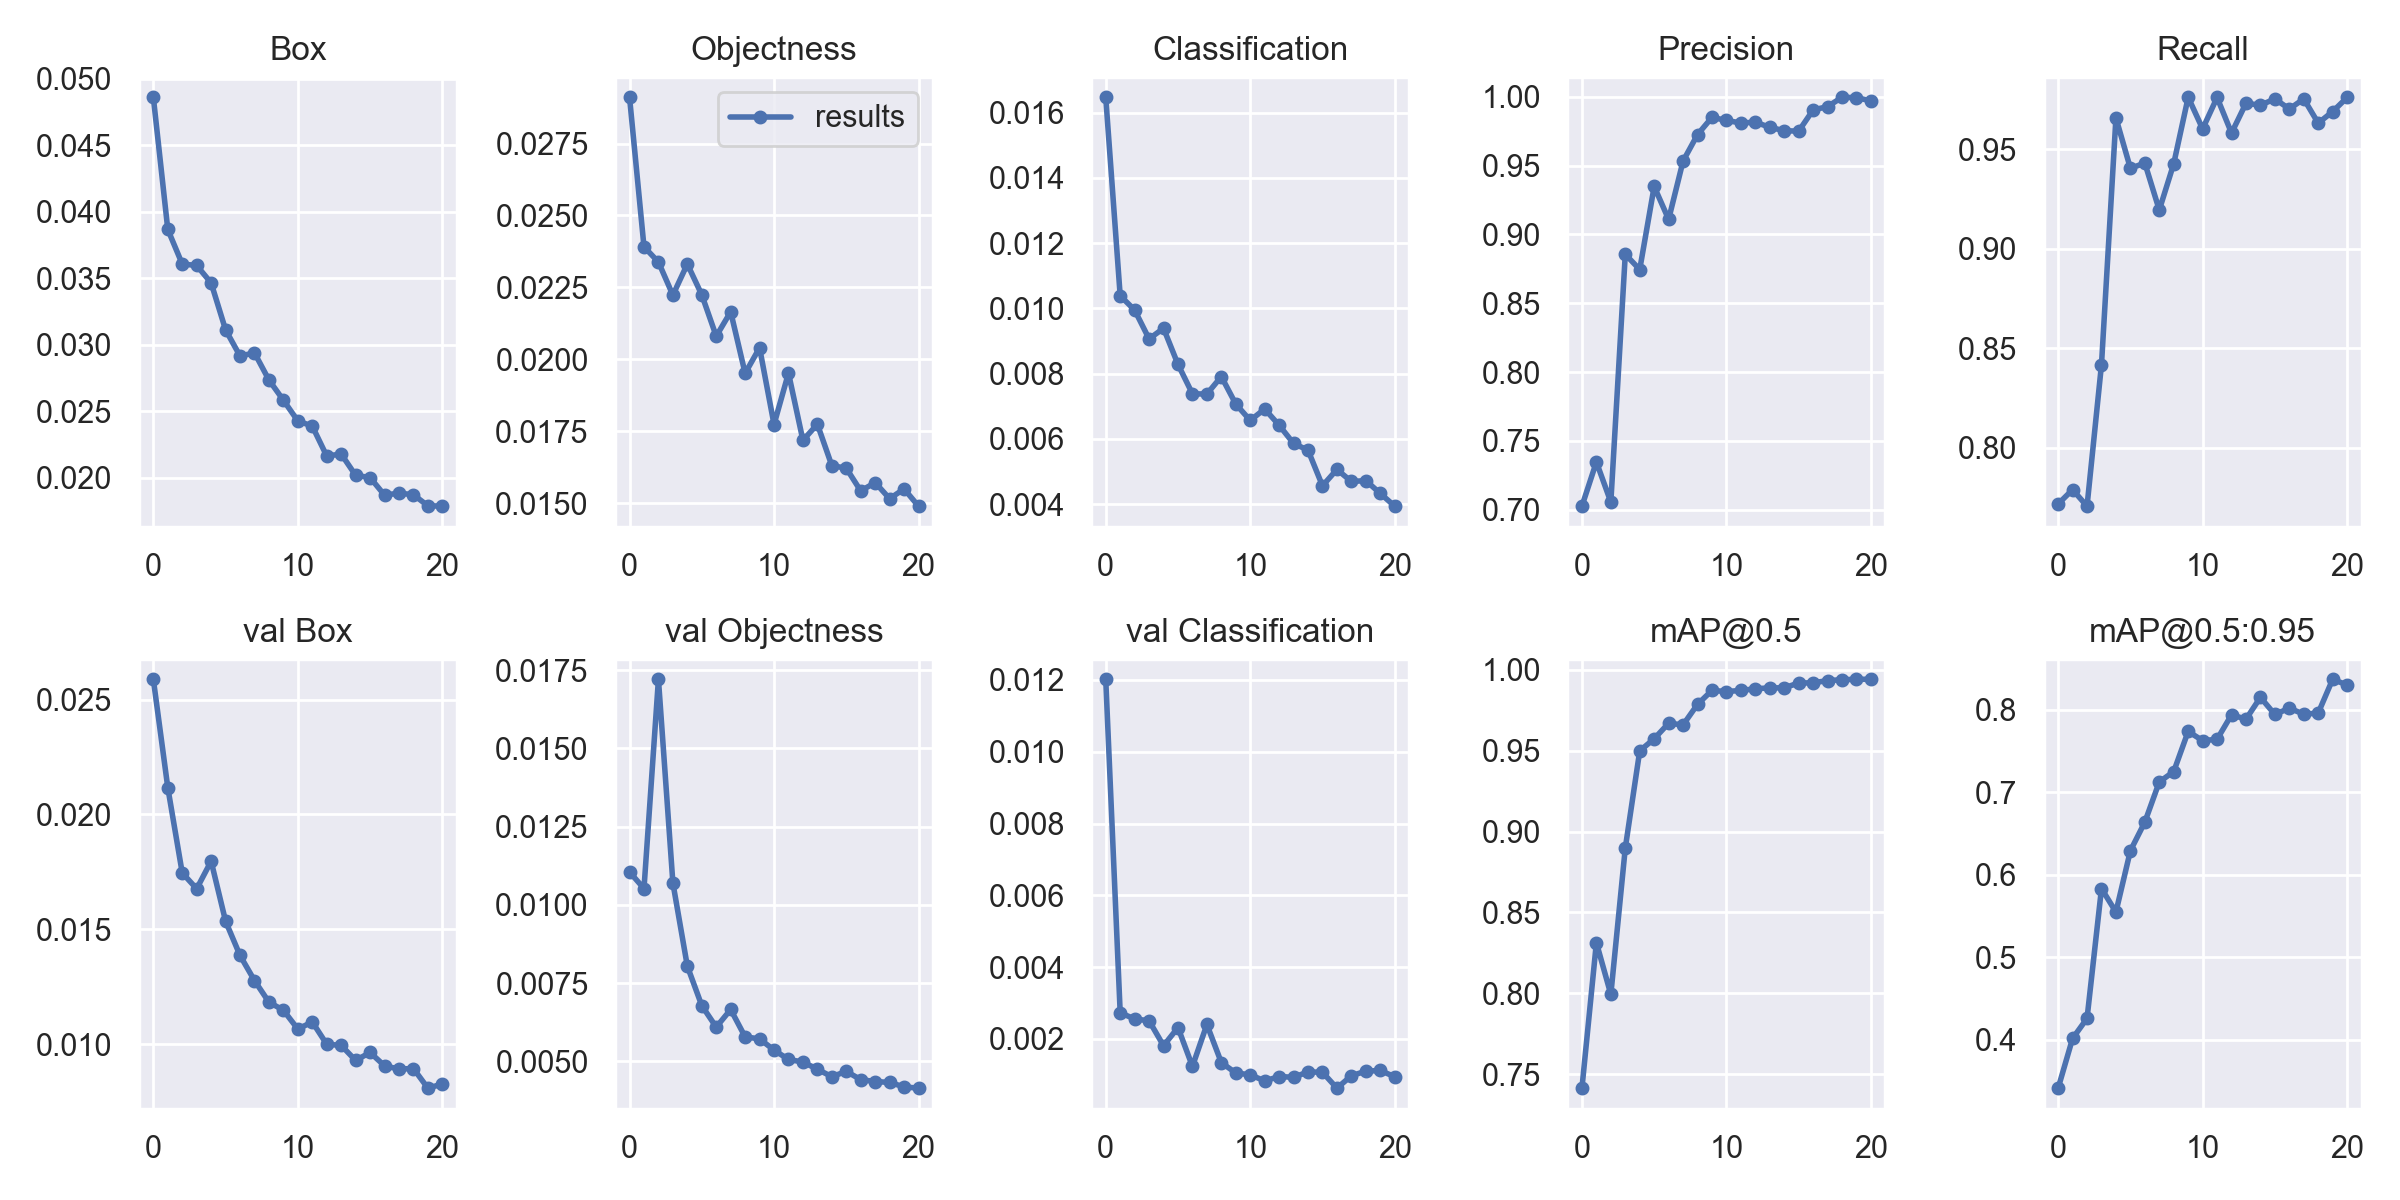 Box
0.050
0.045
0.040
0.035
0.030
0.025
0.020
0 10 20
Objectness
results
0.0275
0.0250
0.0225
0.0200
0.0175
0.0150
0 10 20
Classification
0.016
0.014
0.012
0.010
0.008
0.006
0.004
0 10 20
Precision
1.00
0.95
0.90
0.85
0.80
0.75
0.70
0 10 20
Recall
0.95
0.90
0.85
0.80
0 10 20
val Box
0.025
0.020
0.015
0.010
0 10 20
val Objectness
0.0175
0.0150
0.0125
0.0100
0.0075
0.0050
0 10 20
val Classification
0.012
0.010
0.008
0.006
0.004
0.002
0 10 20
mAP@0.5
1.00
0.95
0.90
0.85
0.80
0.75
0 10 20
mAP@0.5:0.95
0.8
0.7
0.6
0.5
0.4
0 10 20